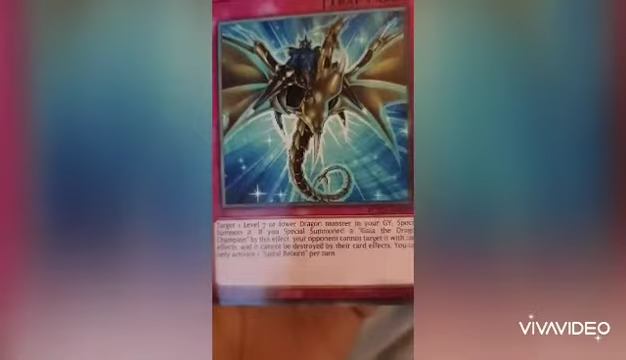 Target 1 Level 7 or lower Dragon monster in your GY; Special
Summon it. If you Special Summoned a "Gaia the Dragon
Champion" by this effect, your opponent cannot target it with card
effects, and it cannot be destroyed by their card effects. You can
only activate 1 "Spiral Reborn" per turn.
VIVAVIDEO